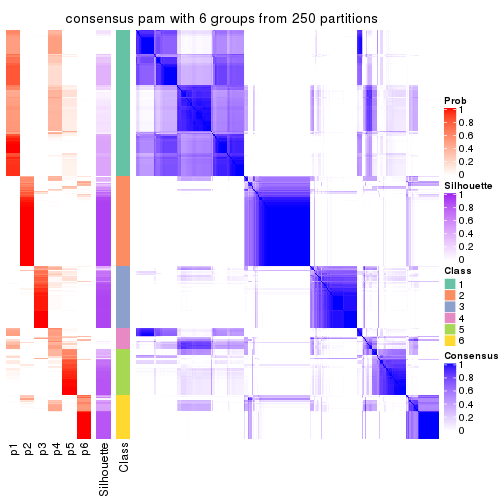 consensus pam with 6 groups from 250 partitions
Prob
1
0.8
0.6
0.4
0.2
0
Silhouette
1
0.8
0.6
0.4
0.2
0
Class
1
2
3
4
5
6
Consensus
1
0.8
0.6
0.4
0.2
0
p1
p2
p3
p4
p5
p6
Silhouette
Class